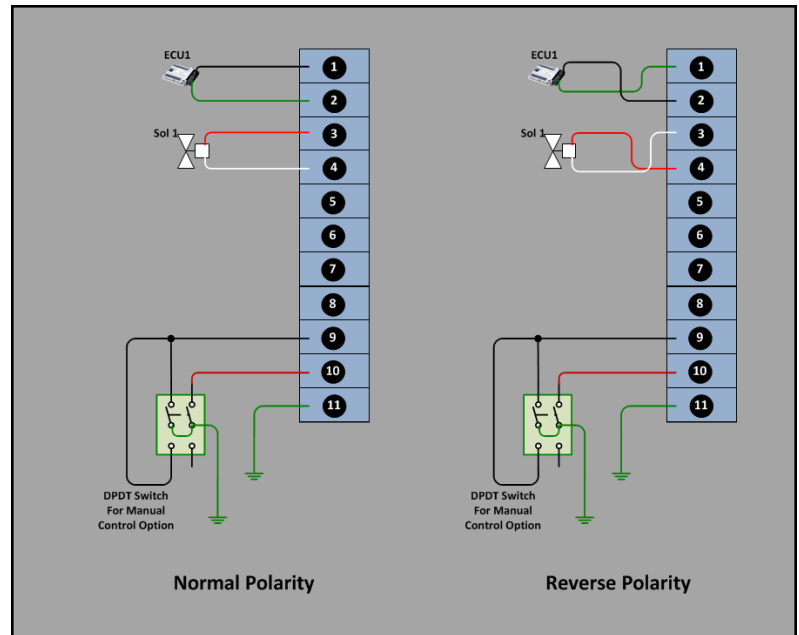 ECU1
1
2
Sol 1
3
4
5
6
7
8
9
10
11
DPDT Switch
For Manual
Control Option
Normal Polarity
ECU1
1
2
Sol 1
3
4
5
6
7
8
9
10
11
DPDT Switch
For Manual
Control Option
Reverse Polarity